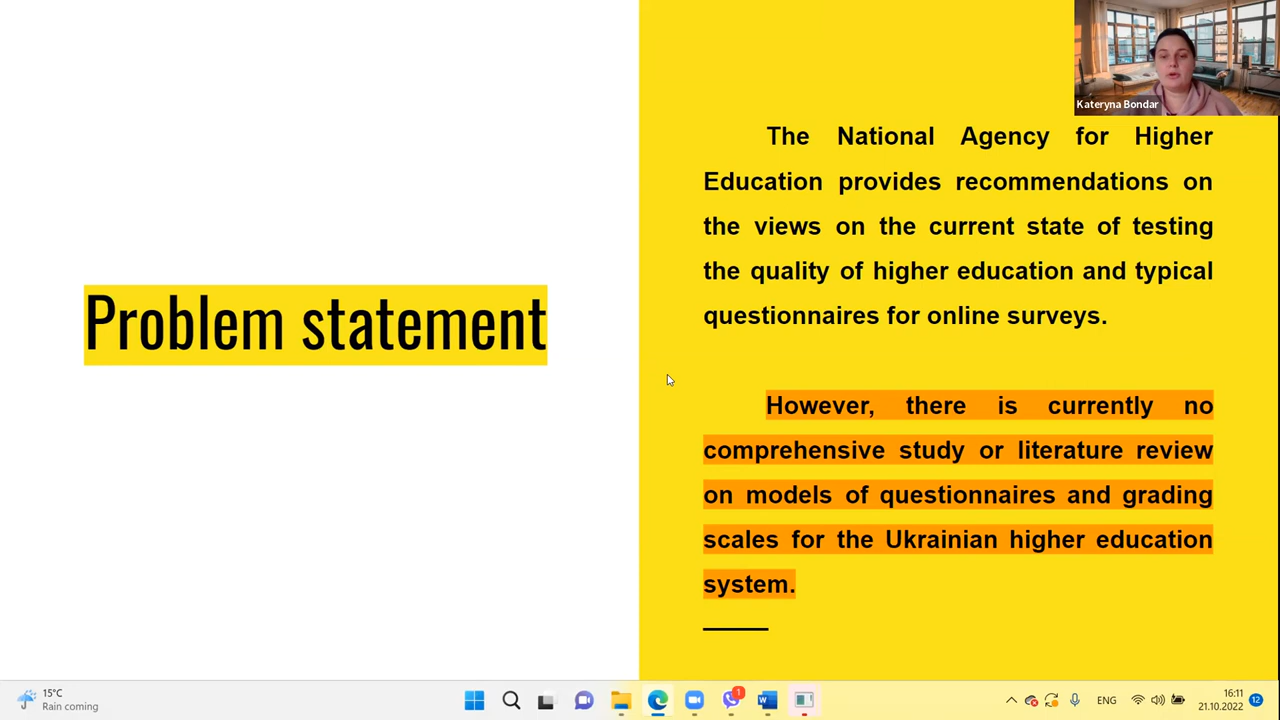 Kateryna Bondar
Problem statement
The National Agency for Higher
Education provides recommendations on
the views on the current state of testing
the quality of higher education and typical
questionnaires for online surveys.
However, there is currently no
comprehensive study or literature review
on models of questionnaires and grading
scales for the Ukrainian higher education
system.
15°C
Rain coming
1
ENG
16:11
21.10.2022
12